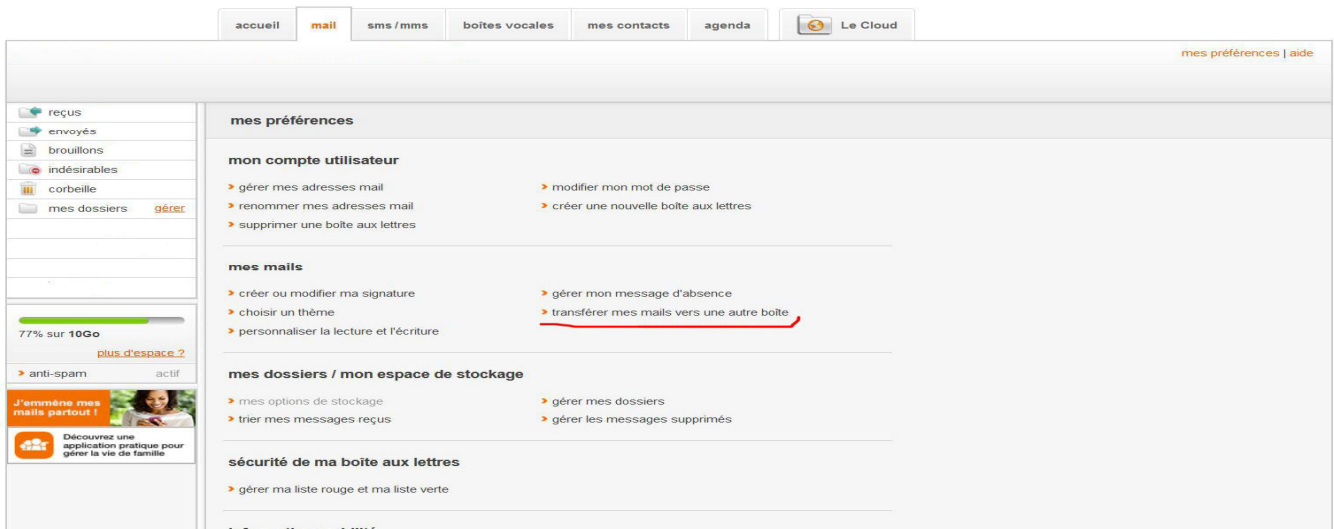 accueil mail sms/mms boîtes vocales mes contacts agenda Le Cloud
mes préférences | aide
reçus
envoyés
brouillons
indésirables
corbeille
mes dossiers gérer
77% sur 10Go
plus d'espace ?
anti-spam actif
J'emmène mes
mails partout !
Découvrez une
application pratique pour
gérer la vie de famille
mes préférences
mon compte utilisateur
gérer mes adresses mail modifier mon mot de passe
renommer mes adresses mail créer une nouvelle boîte aux lettres
supprimer une boîte aux lettres
mes mails
créer ou modifier ma signature gérer mon message d'absence
choisir un thème transférer mes mails vers une autre boîte
personnaliser la lecture et l'écriture
mes dossiers / mon espace de stockage
mes options de stockage gérer mes dossiers
trier mes messages reçus gérer les messages supprimés
sécurité de ma boîte aux lettres
gérer ma liste rouge et ma liste verte